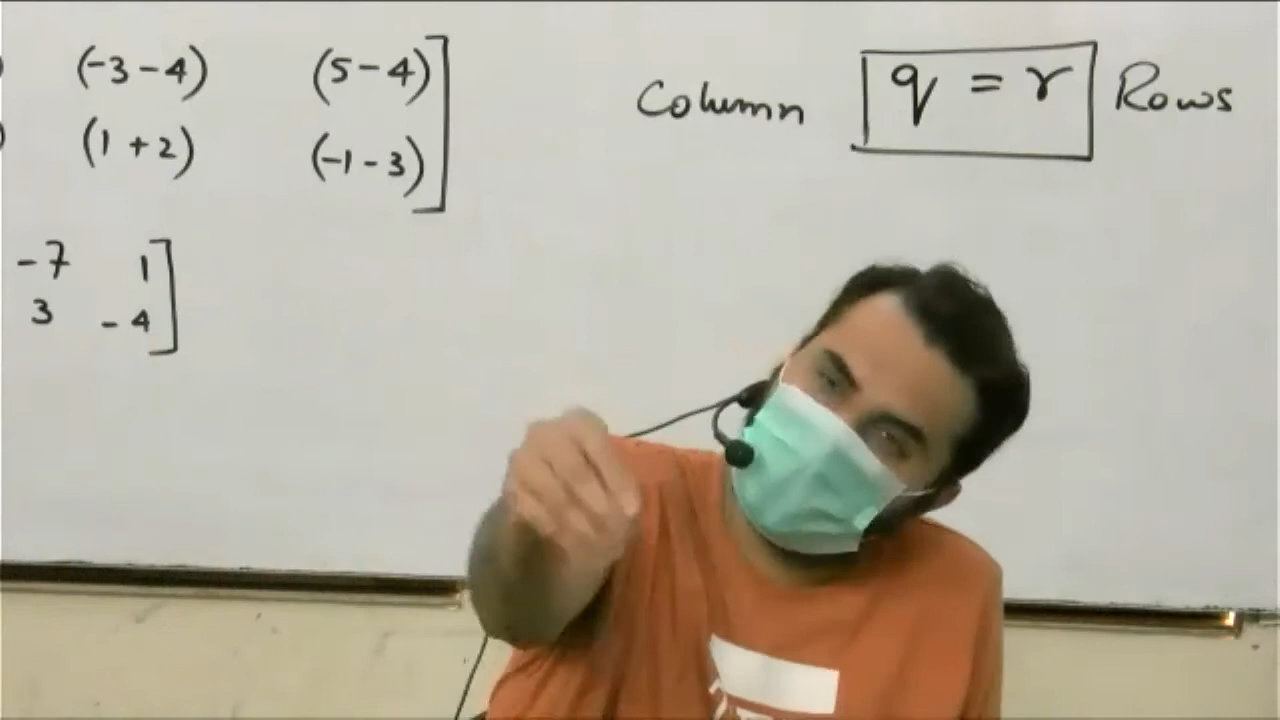 ) (-3 - 4) (5 - 4)
) (1 + 2) (-1 - 3)
-7 1
3 - 4
Column q = r Rows